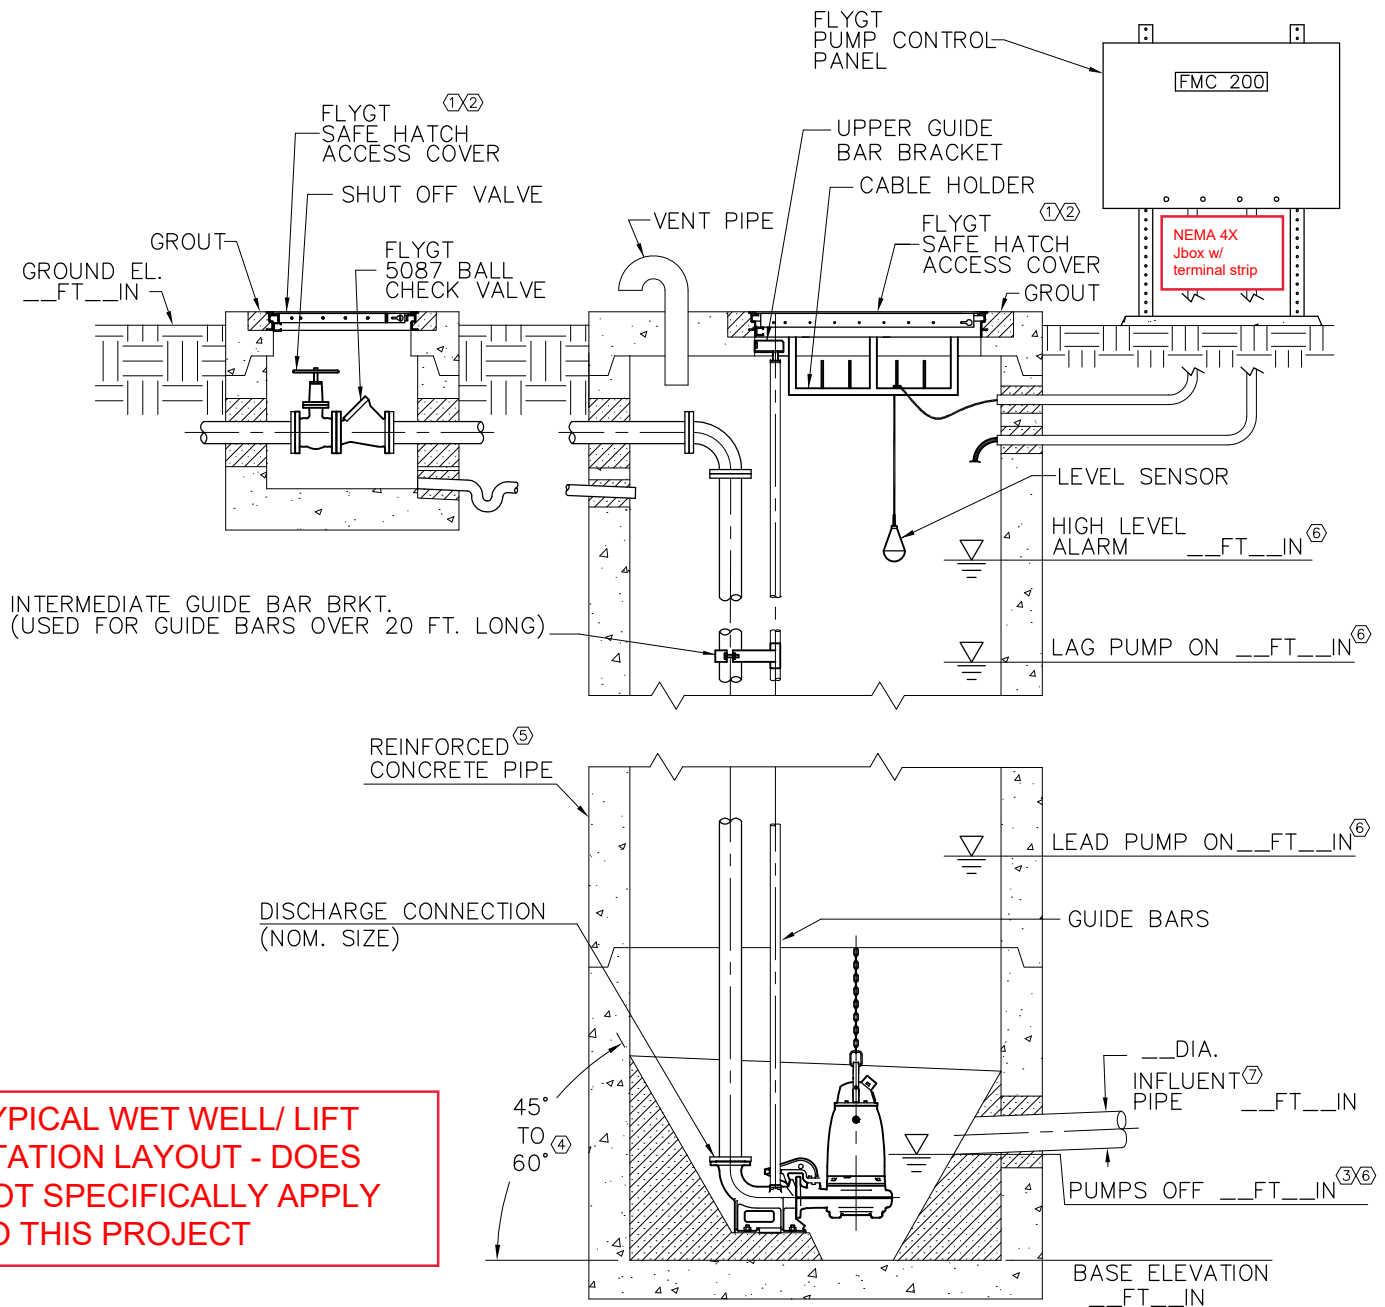 FLYGT
PUMP CONTROL
PANEL
FMC 200
FLYGT 1 2
SAFE HATCH
ACCESS COVER
UPPER GUIDE
BAR BRACKET
SHUT OFF VALVE
CABLE HOLDER
VENT PIPE
FLYGT 1 2
SAFE HATCH
ACCESS COVER
NEMA 4X
Jbox w/
terminal strip
GROUT
FLYGT
5087 BALL
CHECK VALVE
GROUND EL.
__FT__IN
GROUT
LEVEL SENSOR
HIGH LEVEL
ALARM __FT__IN 6
INTERMEDIATE GUIDE BAR BRKT.
(USED FOR GUIDE BARS OVER 20 FT. LONG)
LAG PUMP ON __FT__IN 6
REINFORCED 5
CONCRETE PIPE
LEAD PUMP ON__FT__IN 6
DISCHARGE CONNECTION
(NOM. SIZE)
GUIDE BARS
45°
TO
60° 4
__DIA.
INFLUENT 7
PIPE __FT__IN
PUMPS OFF __FT__IN 3 6
YPICAL WET WELL/ LIFT
TATION LAYOUT - DOES
OT SPECIFICALLY APPLY
O THIS PROJECT
BASE ELEVATION
__FT__IN